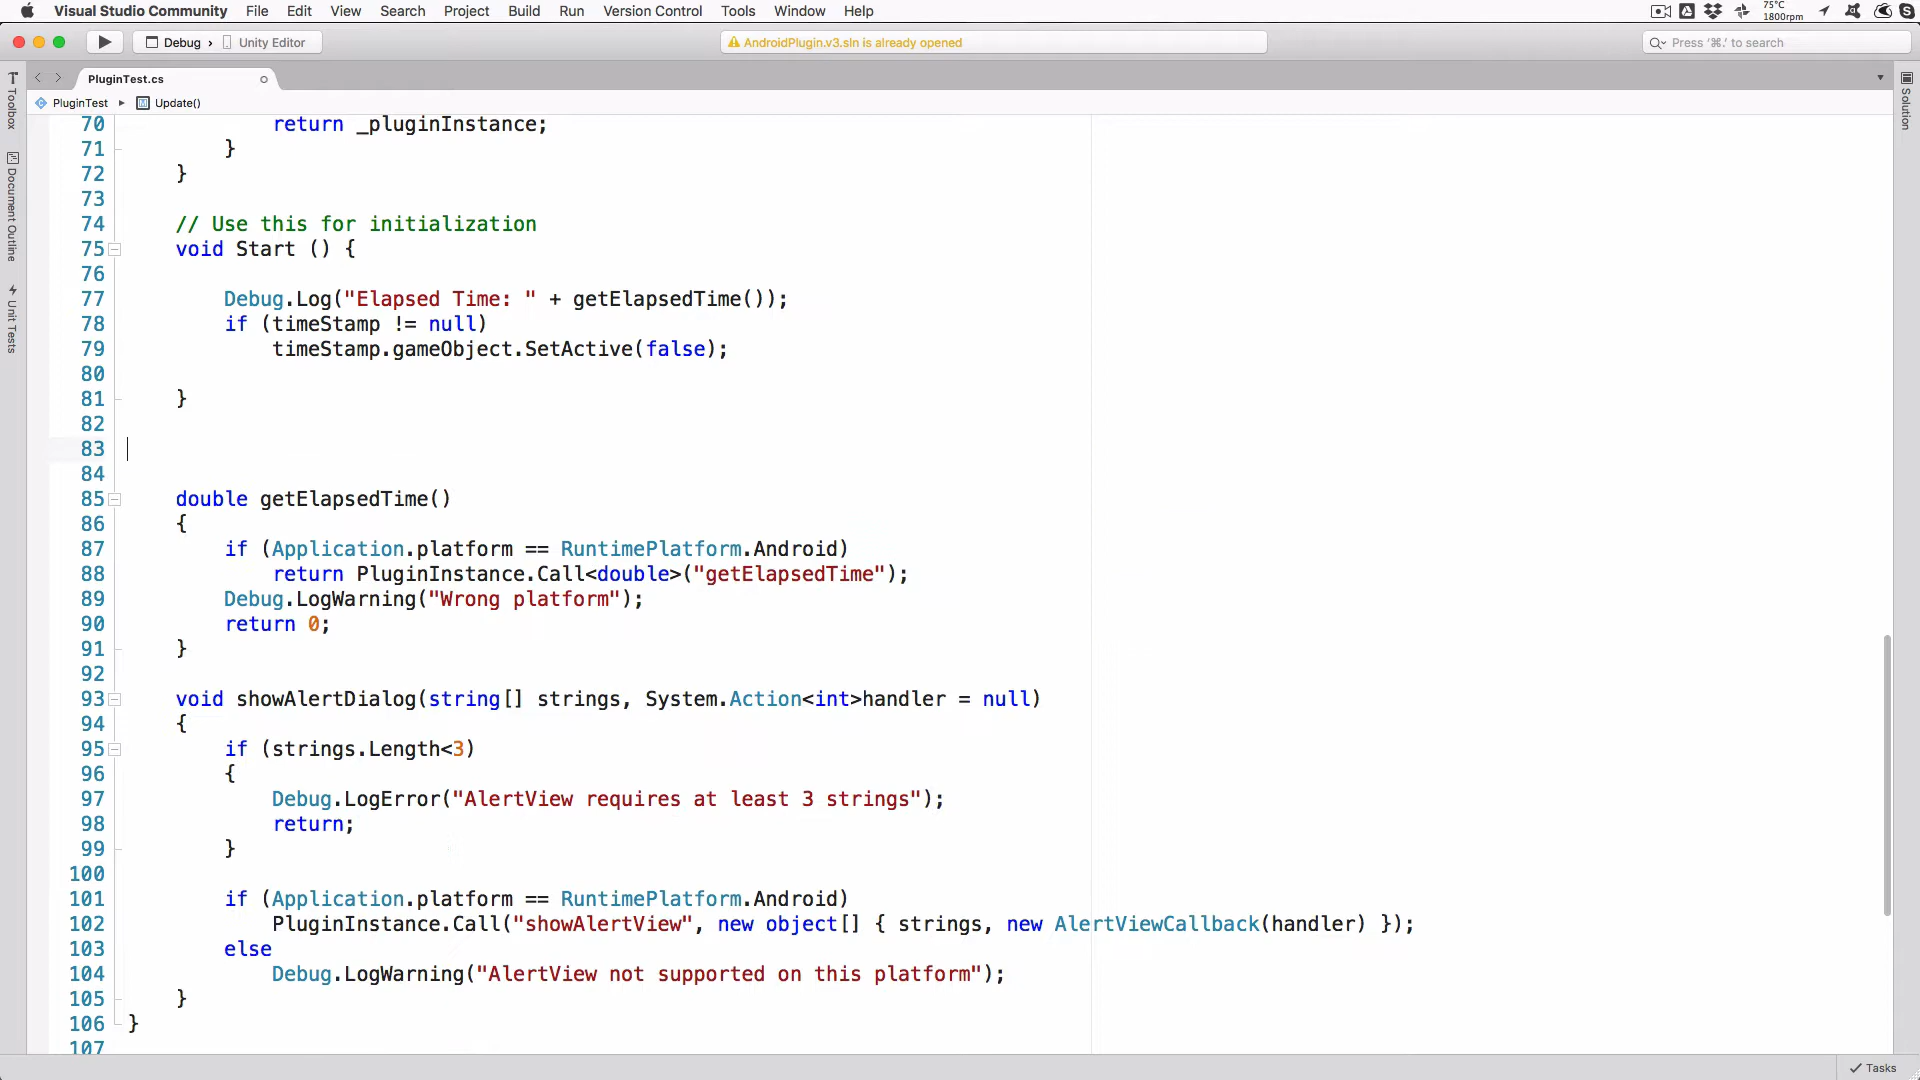 Visual Studio Community File Edit View Search Project Build Run Version Control Tools Window Help 75°C 1800rpm
Debug › Unity Editor AndroidPlugin.v3.sln is already opened Press '⌘.' to search
PluginTest.cs
PluginTest ▸ Update()
Toolbox
Document Outline
Unit Tests
Solution
70 return _pluginInstance;
71 }
72 }
73
74 // Use this for initialization
75 void Start () {
76
77 Debug.Log("Elapsed Time: " + getElapsedTime());
78 if (timeStamp != null)
79 timeStamp.gameObject.SetActive(false);
80
81 }
82
83
84
85 double getElapsedTime()
86 {
87 if (Application.platform == RuntimePlatform.Android)
88 return PluginInstance.Call<double>("getElapsedTime");
89 Debug.LogWarning("Wrong platform");
90 return 0;
91 }
92
93 void showAlertDialog(string[] strings, System.Action<int>handler = null)
94 {
95 if (strings.Length<3)
96 {
97 Debug.LogError("AlertView requires at least 3 strings");
98 return;
99 }
100
101 if (Application.platform == RuntimePlatform.Android)
102 PluginInstance.Call("showAlertView", new object[] { strings, new AlertViewCallback(handler) });
103 else
104 Debug.LogWarning("AlertView not supported on this platform");
105 }
106 }
107
Tasks